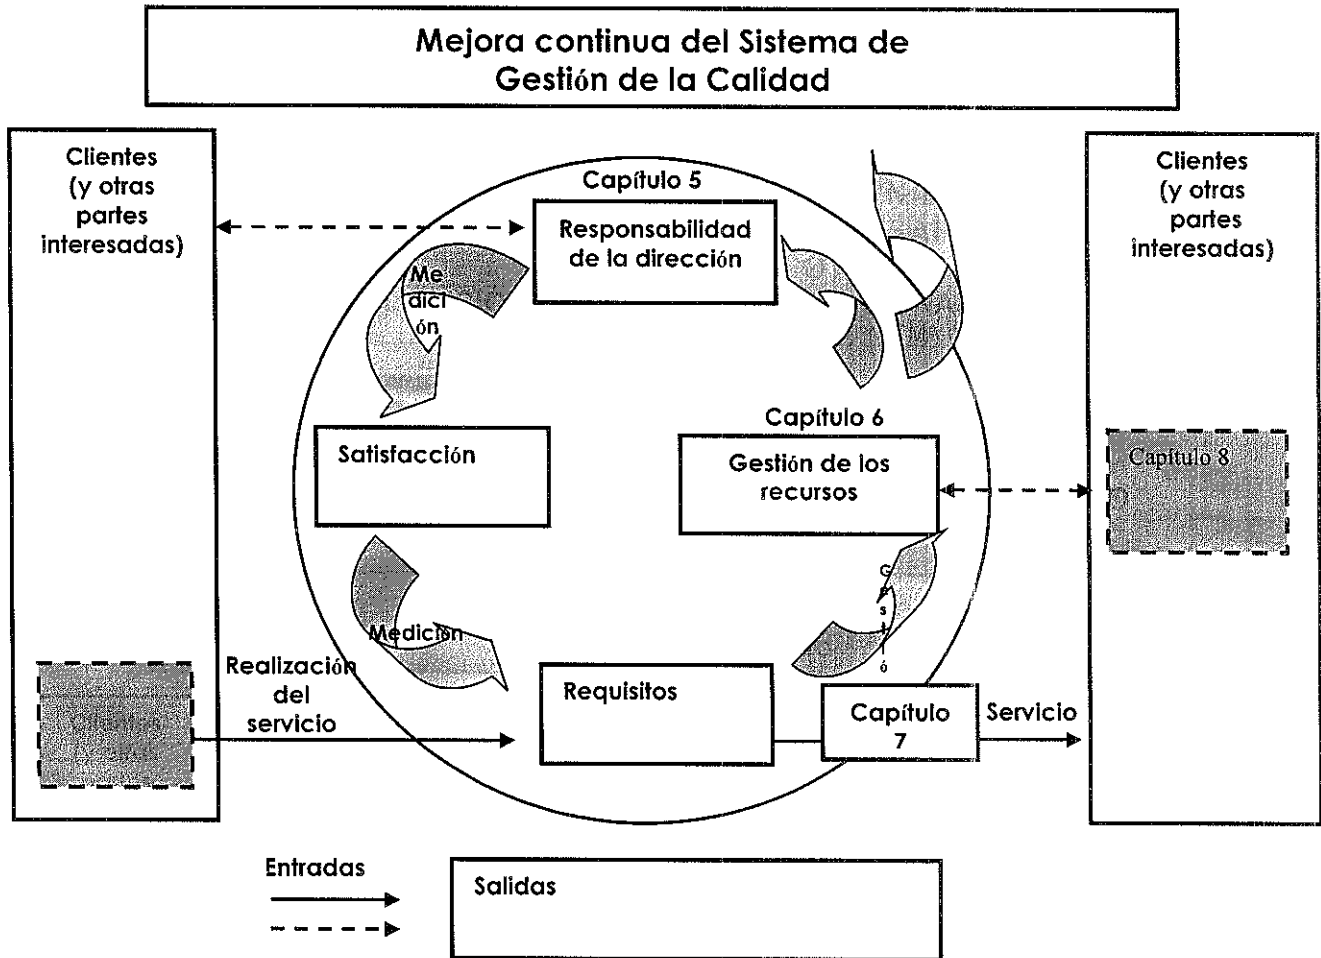 Mejora continua del Sistema de
Gestión de la Calidad
Clientes
(y otras
partes
interesadas)
Capítulo 5
Responsabilidad
de la dirección
Clientes
(y otras
partes
interesadas)
Me
dici
ón
Capítulo 6
Satisfacción
Gestión de los
recursos
Capítulo 8
G
e
s
t
i
ó
Medición
Realización
del
servicio
Clientes
Requisitos
Capítulo
7
Servicio
Entradas
Salidas